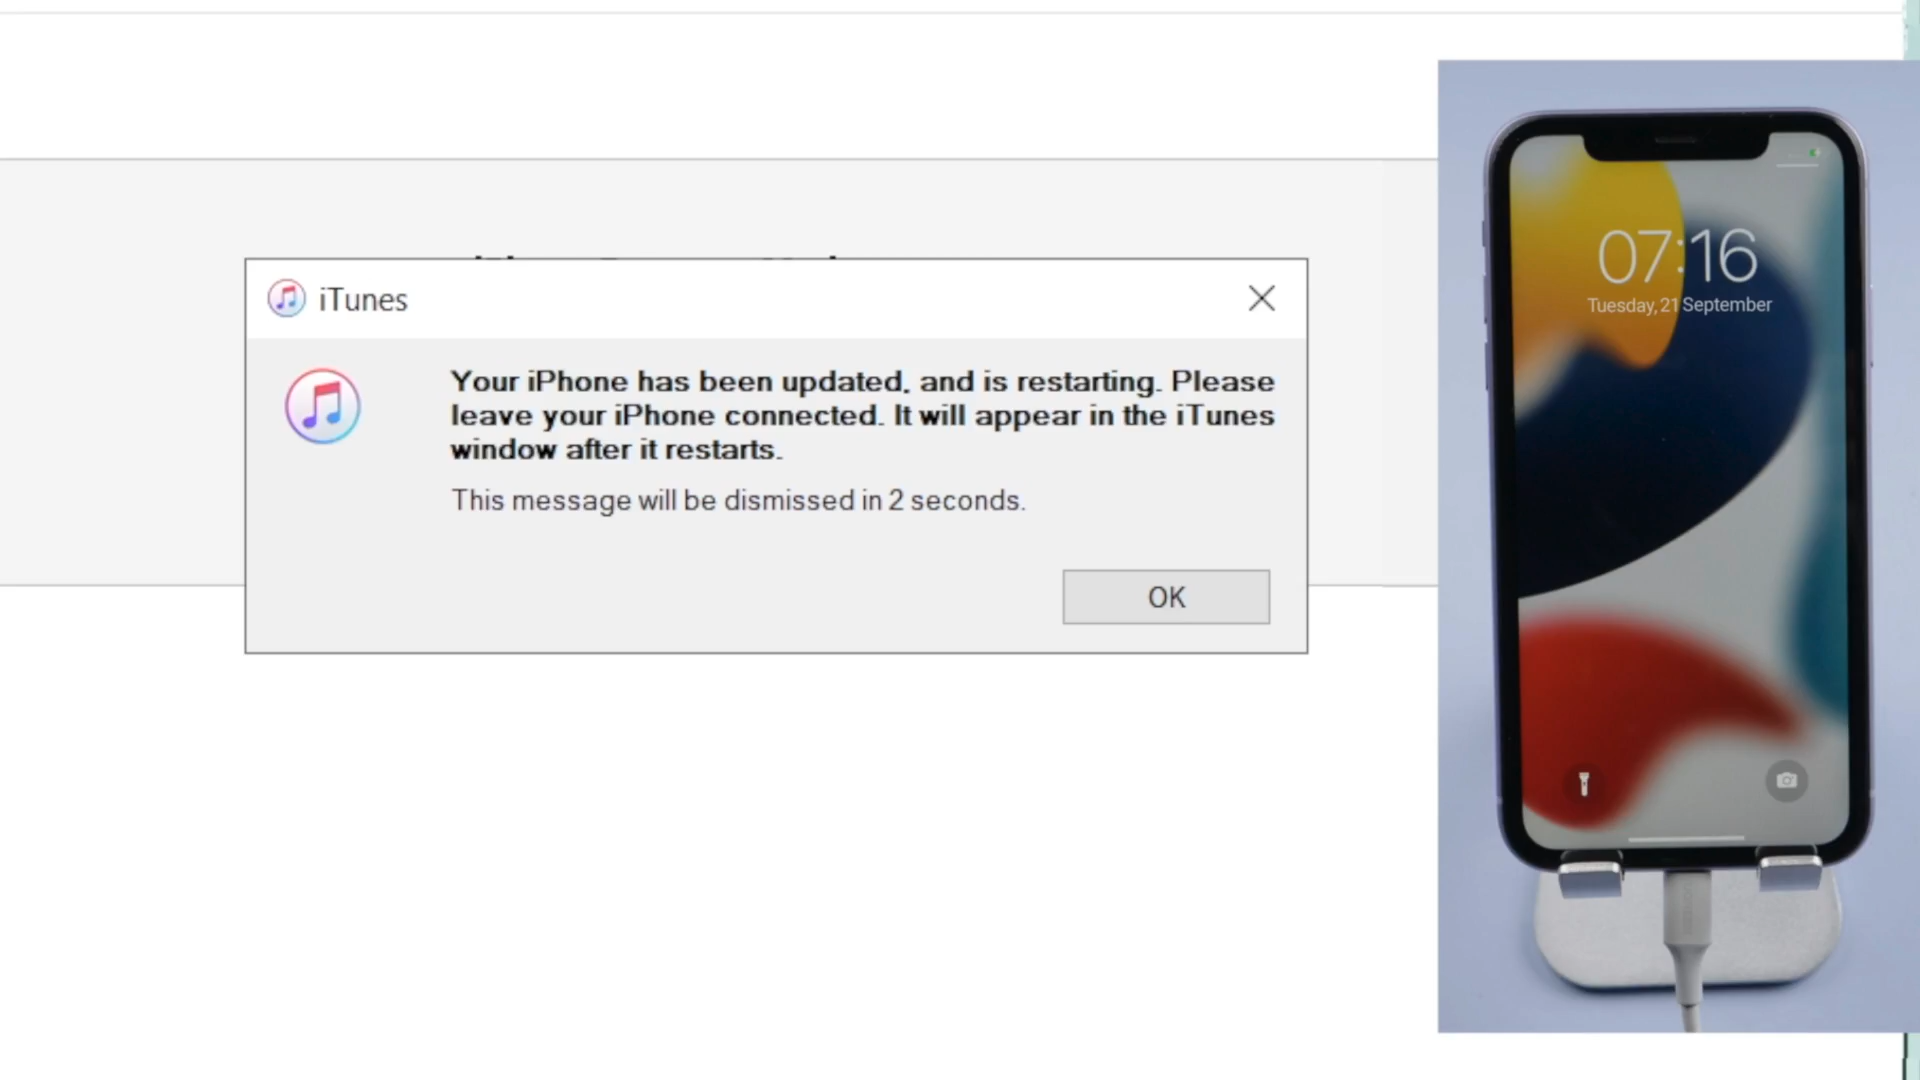 iTunes
Your iPhone has been updated, and is restarting. Please
leave your iPhone connected. It will appear in the iTunes
window after it restarts.
This message will be dismissed in 2 seconds.
OK
07:16
Tuesday, 21 September